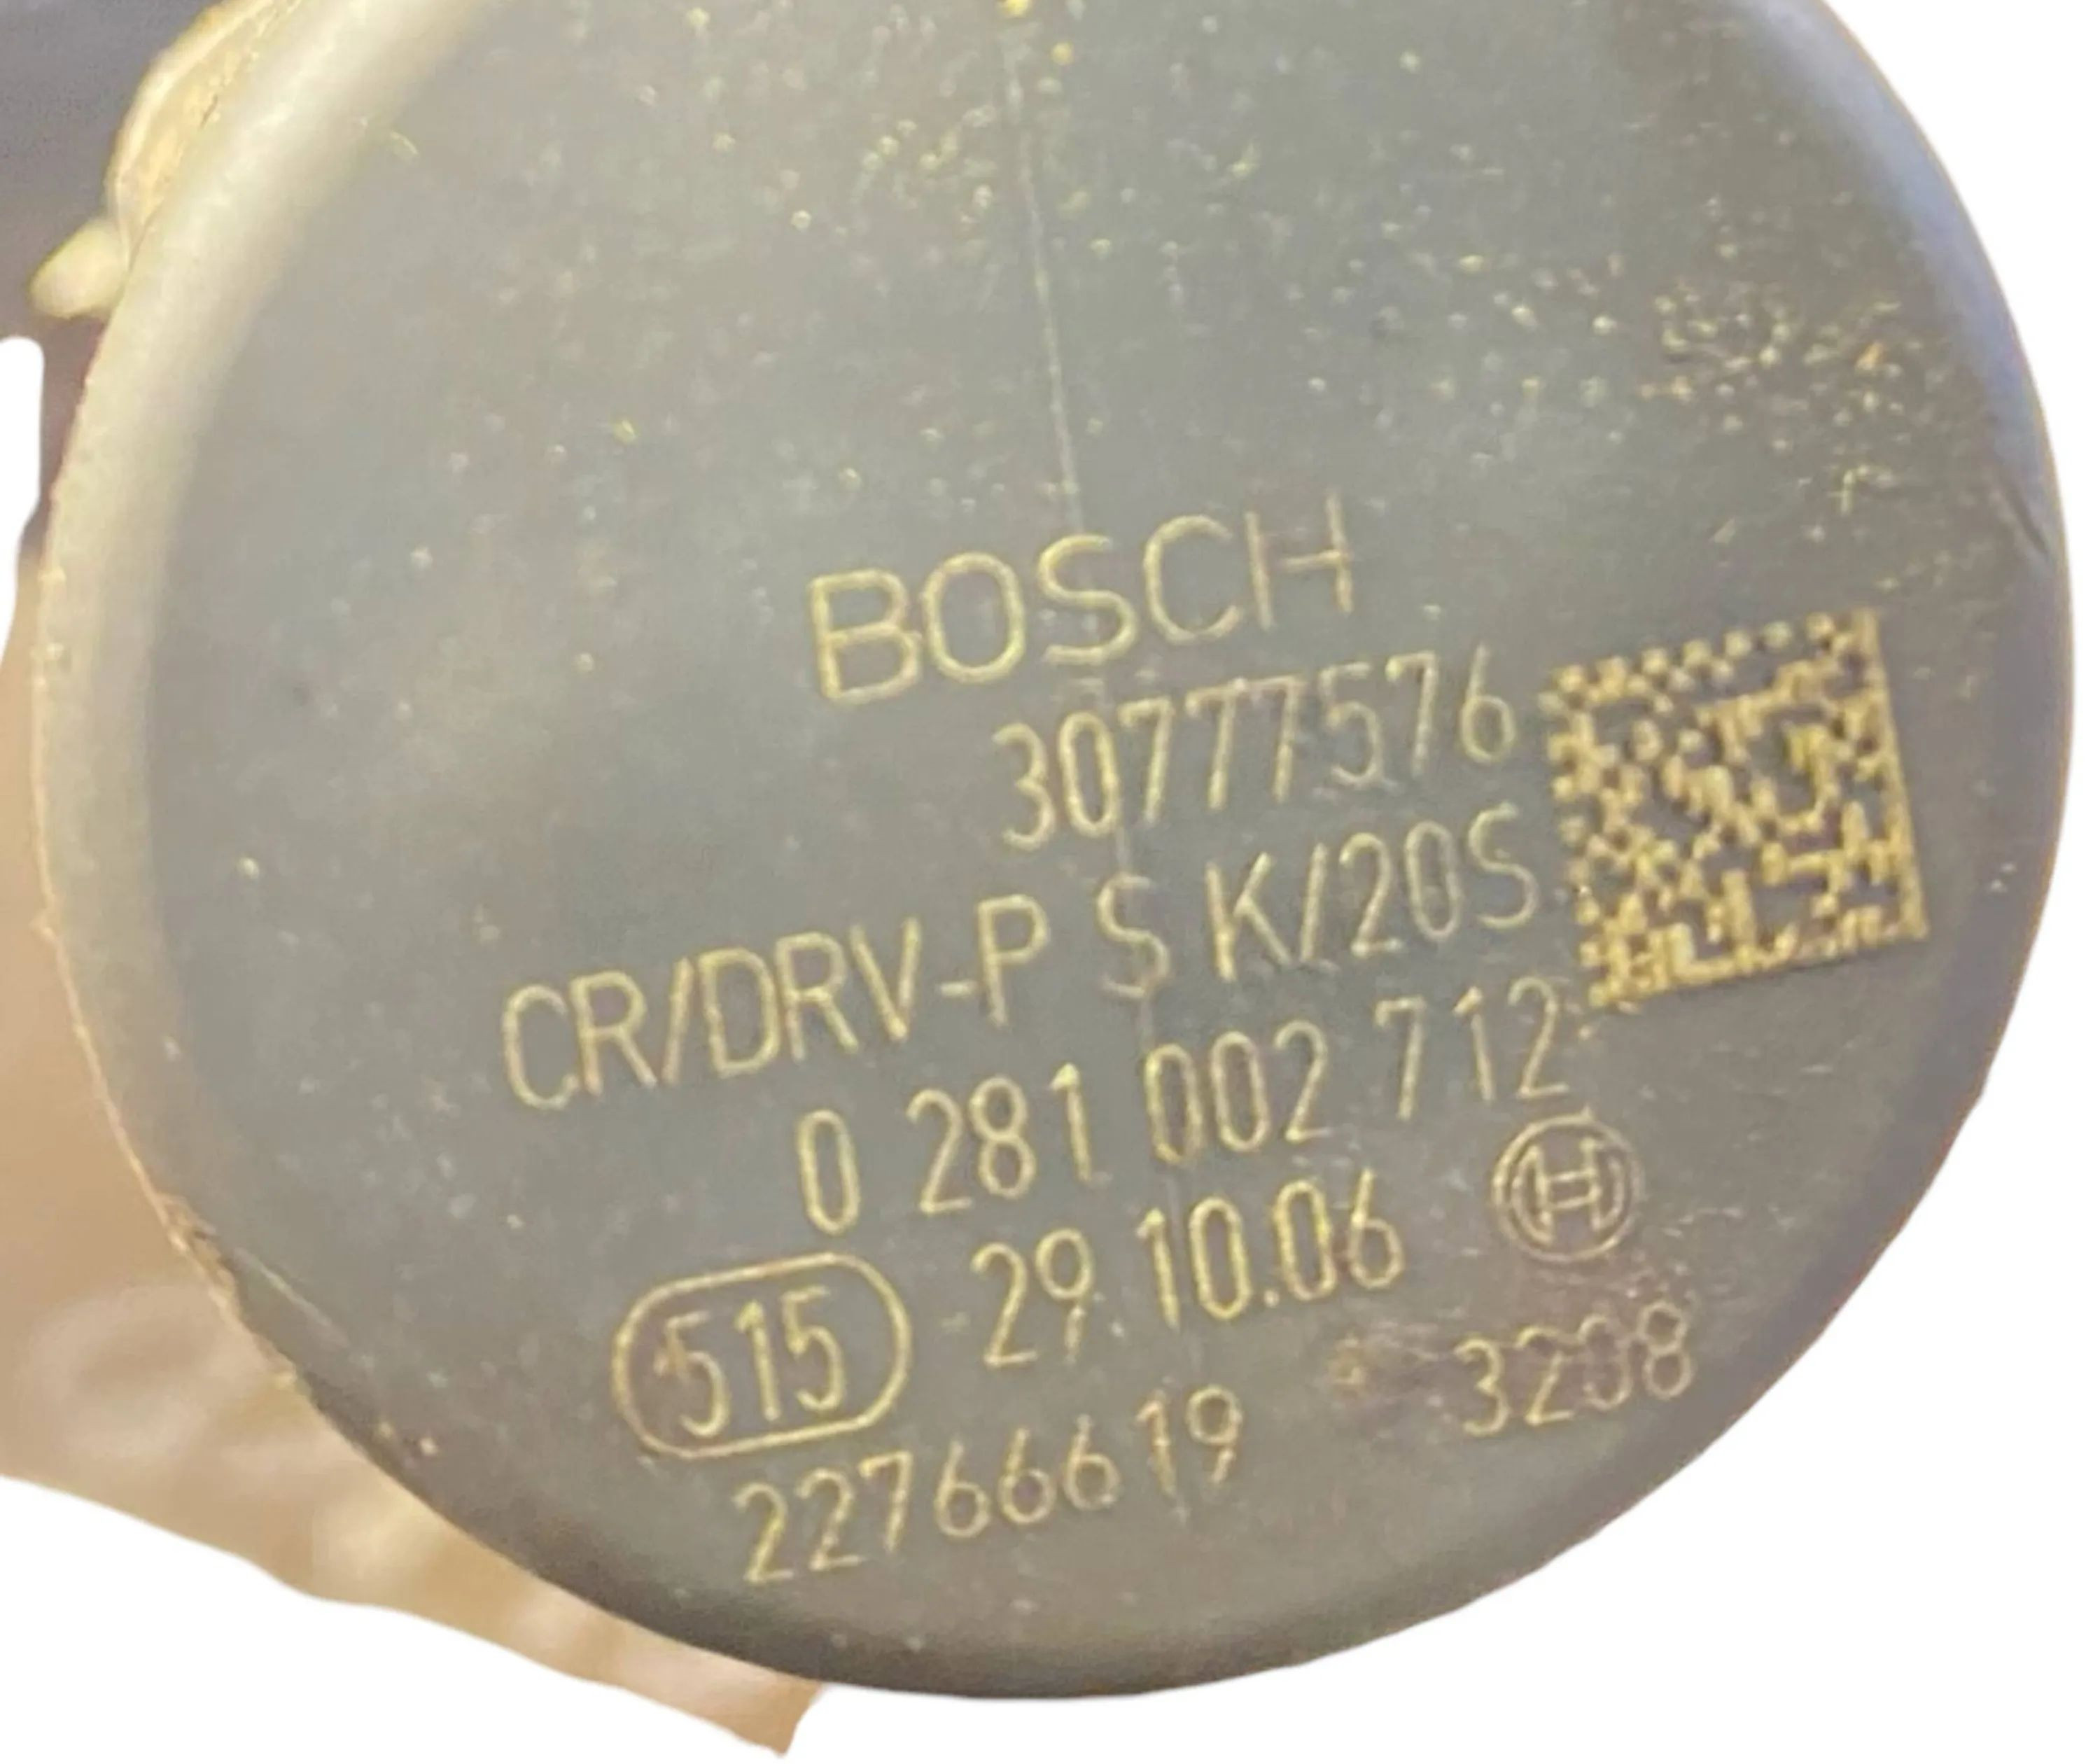 BOSCH
30777576
CR/DRV-P S K/20S
0 281 002 712
515 29.10.06
22766619 3208